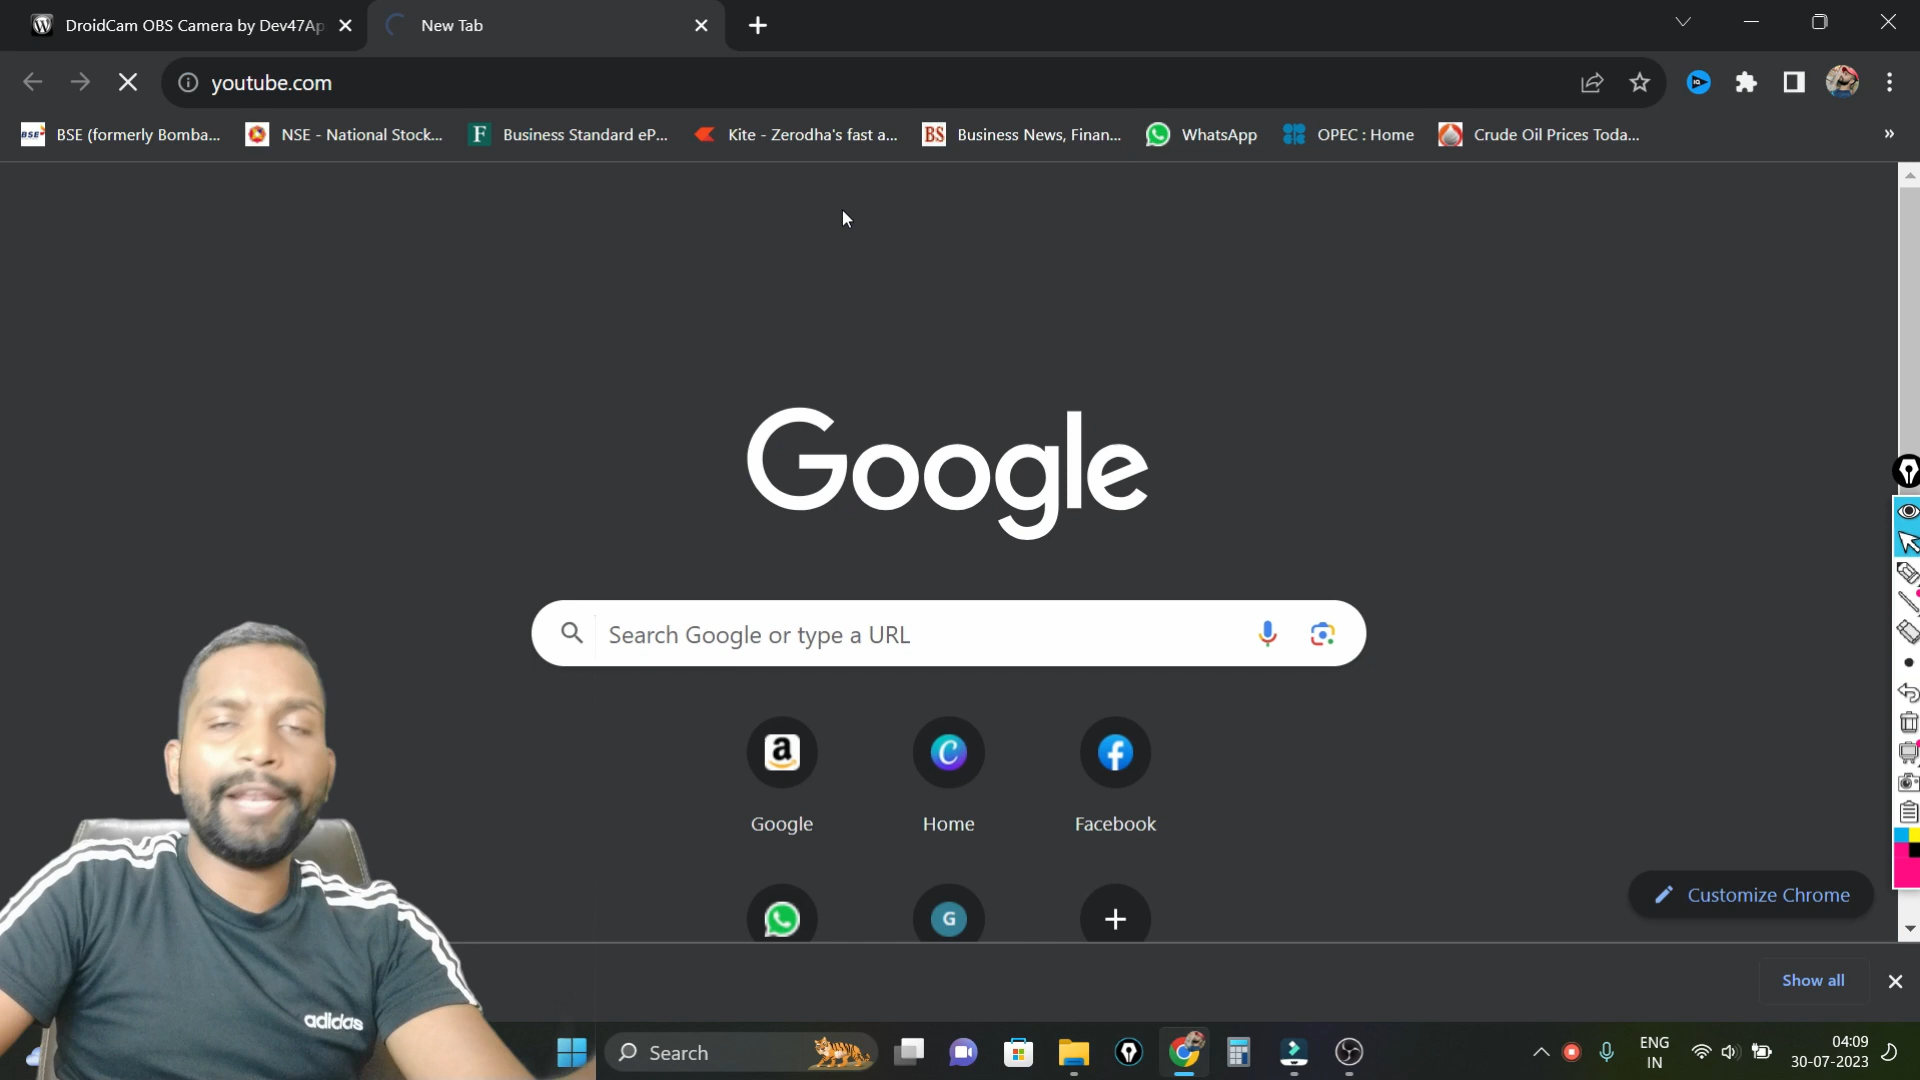 DroidCam OBS Camera by Dev47Ap
New Tab
youtube.com
BSE (formerly Bomba...
NSE - National Stock...
Business Standard eP...
Kite - Zerodha's fast a...
BS
Business News, Finan...
WhatsApp
OPEC : Home
Crude Oil Prices Toda...
Google
Search Google or type a URL
Google
Home
Facebook
G
Customize Chrome
Show all
adidas
Search
ENG
IN
04:09
30-07-2023